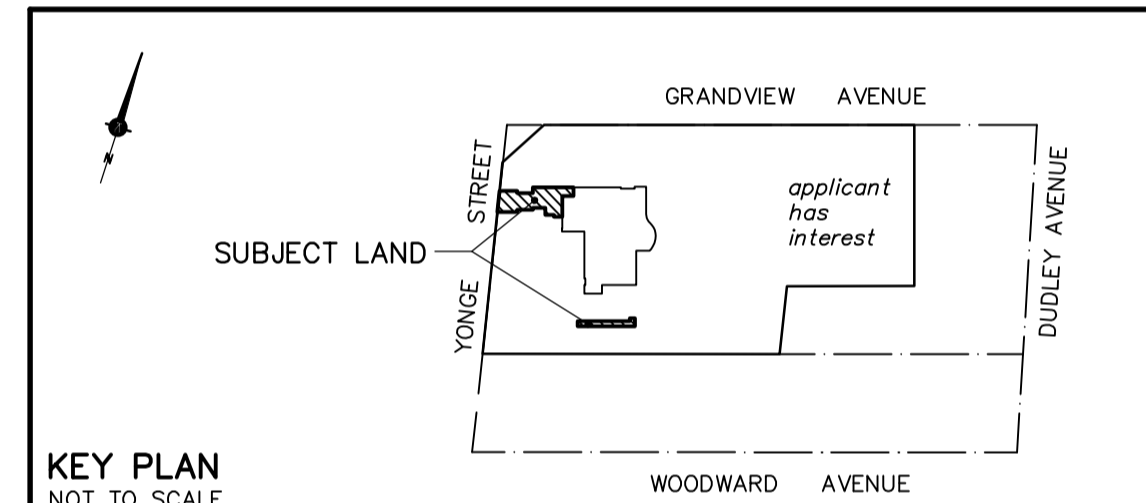 GRANDVIEW AVENUE
YONGE STREET
applicant
has
interest
DUDLEY AVENUE
SUBJECT LAND
N
KEY PLAN
NOT TO SCALE
WOODWARD AVENUE